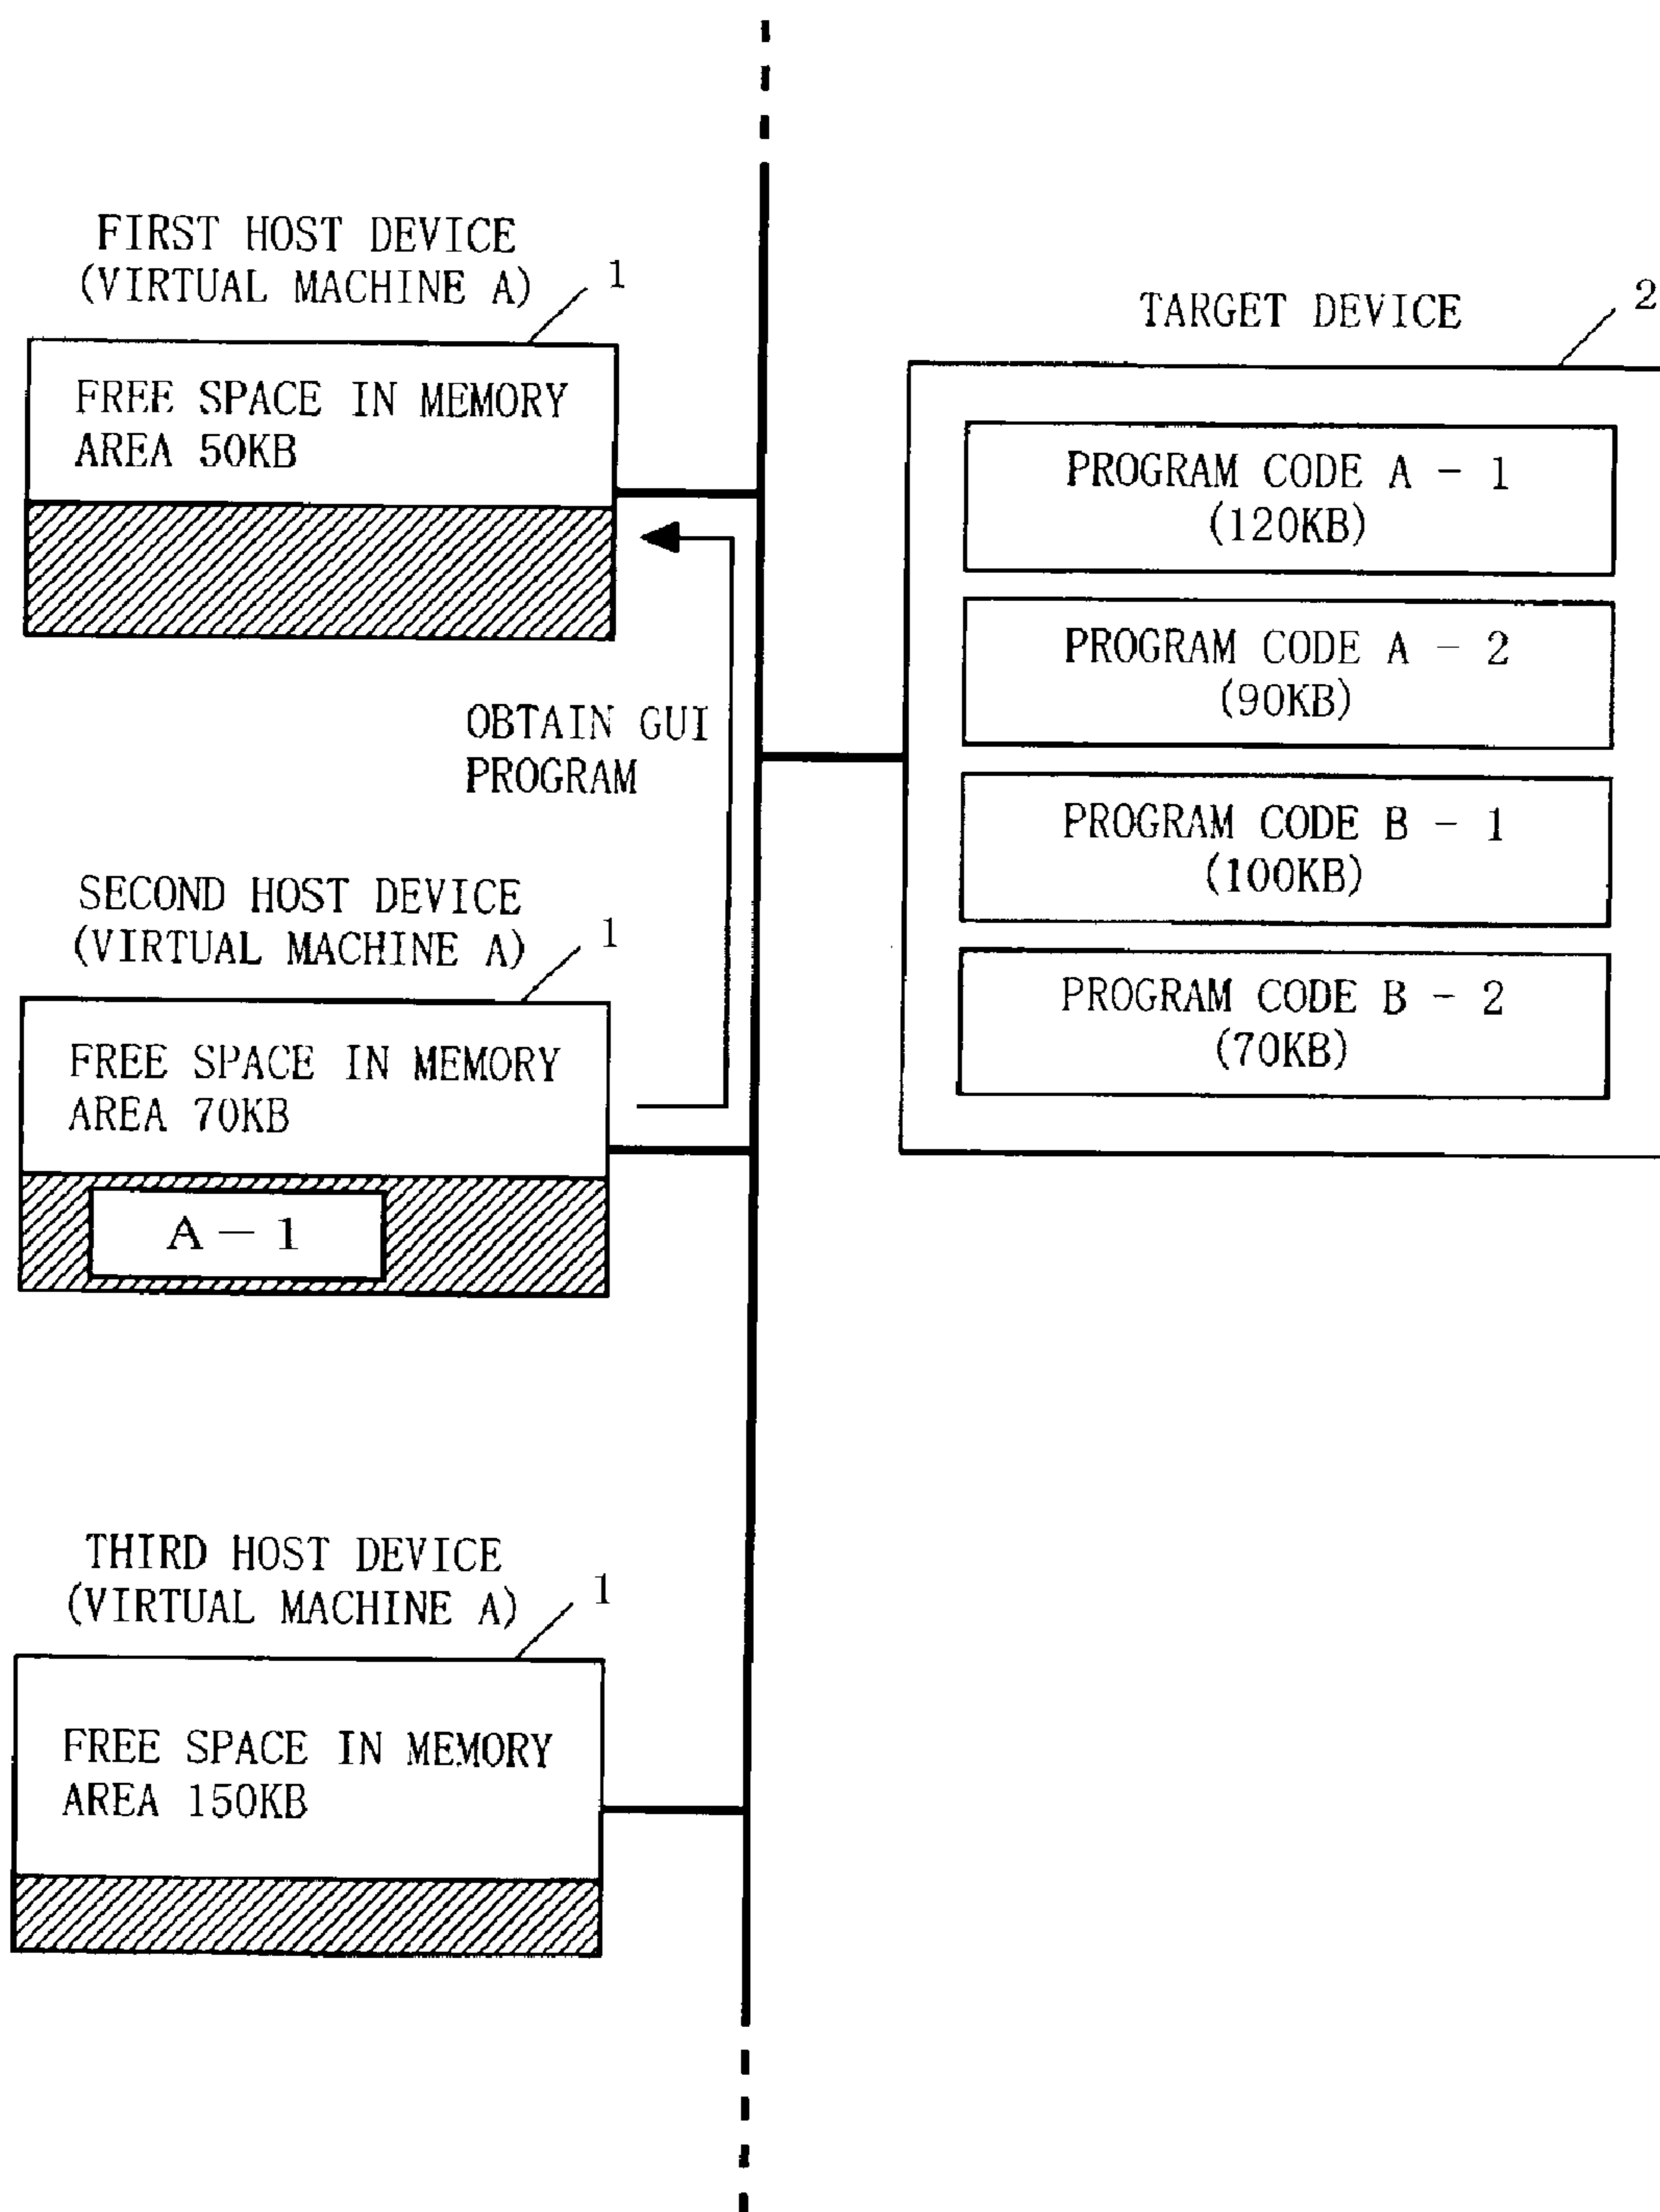 FIRST HOST DEVICE
(VIRTUAL MACHINE A)
1
FREE SPACE IN MEMORY
AREA 50KB
OBTAIN GUI
PROGRAM
SECOND HOST DEVICE
(VIRTUAL MACHINE A)
1
FREE SPACE IN MEMORY
AREA 70KB
A - 1
THIRD HOST DEVICE
(VIRTUAL MACHINE A)
1
FREE SPACE IN MEMORY
AREA 150KB
TARGET DEVICE
2
PROGRAM CODE A - 1
(120KB)
PROGRAM CODE A - 2
(90KB)
PROGRAM CODE B - 1
(100KB)
PROGRAM CODE B - 2
(70KB)